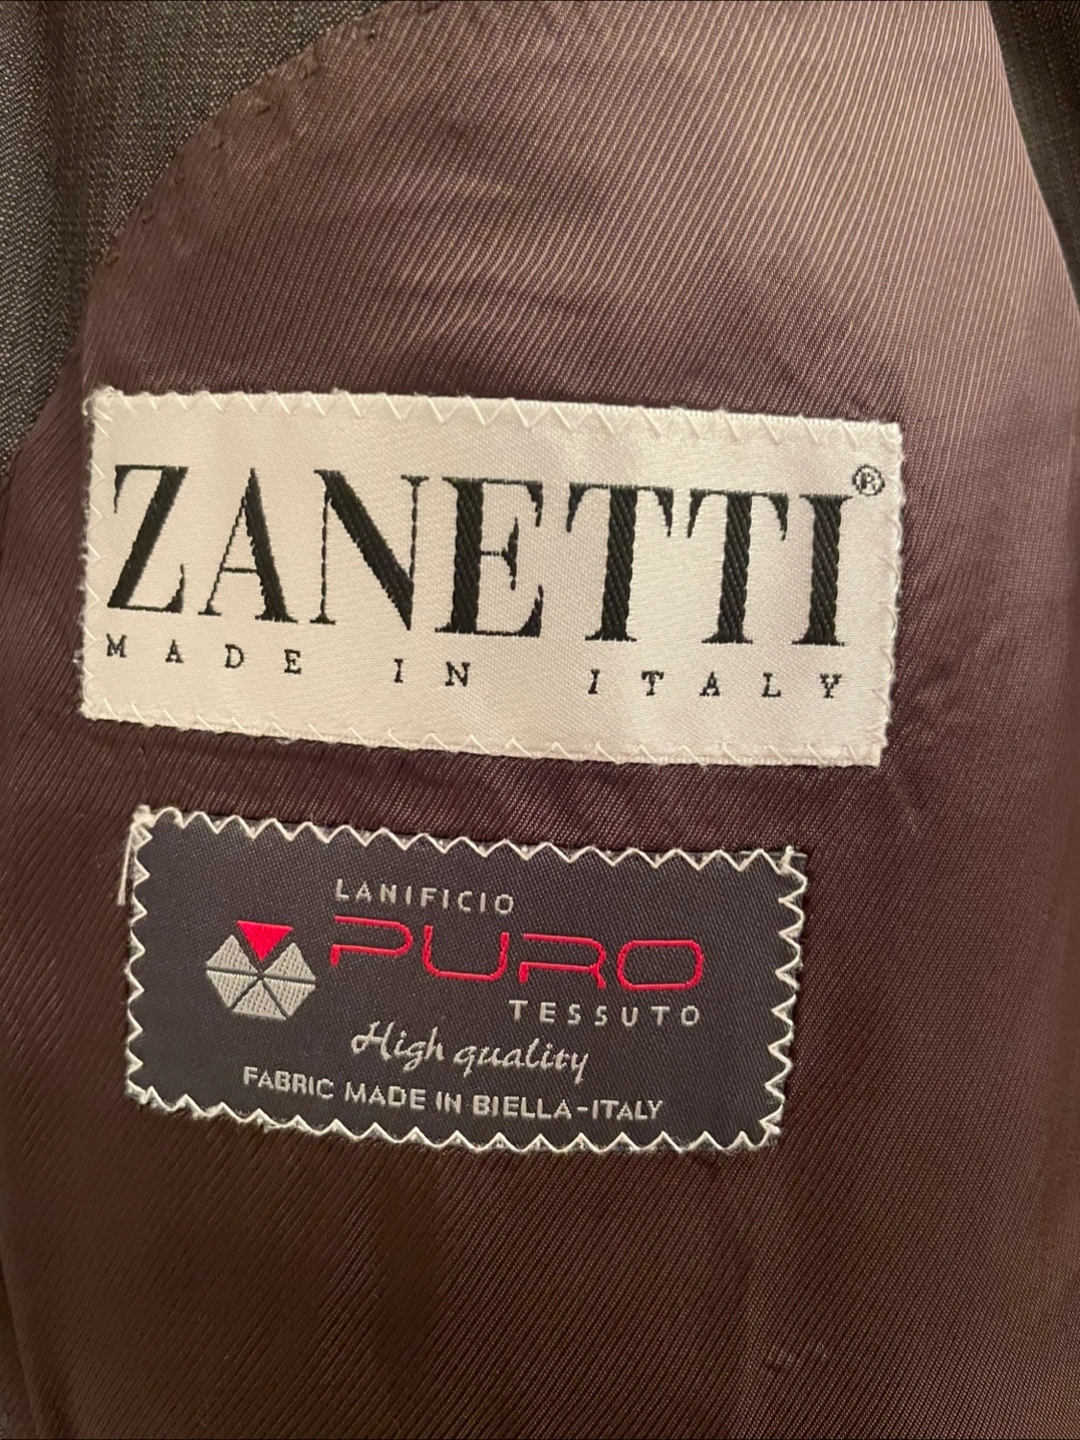 ZANETTI®
MADE IN ITALY
LANIFICIO
PURO
TESSUTO
High quality
FABRIC MADE IN BIELLA-ITALY